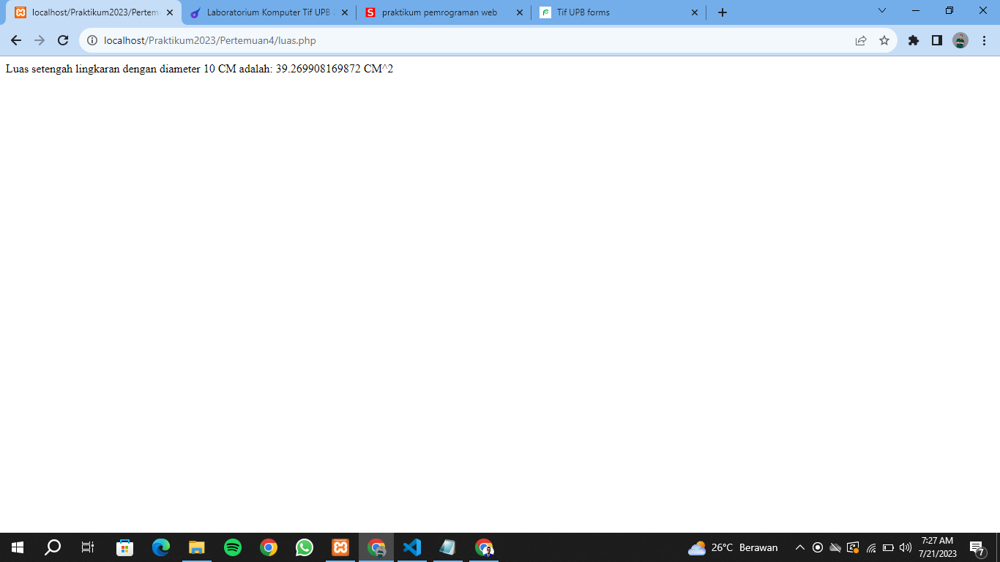 localhost/Praktikum2023/Pertem
Laboratorium Komputer Tif UPB
praktikum pemrograman web
Tif UPB forms
localhost/Praktikum2023/Pertemuan4/luas.php
Luas setengah lingkaran dengan diameter 10 CM adalah: 39.269908169872 CM^2
26°C Berawan
7:27 AM
7/21/2023
7